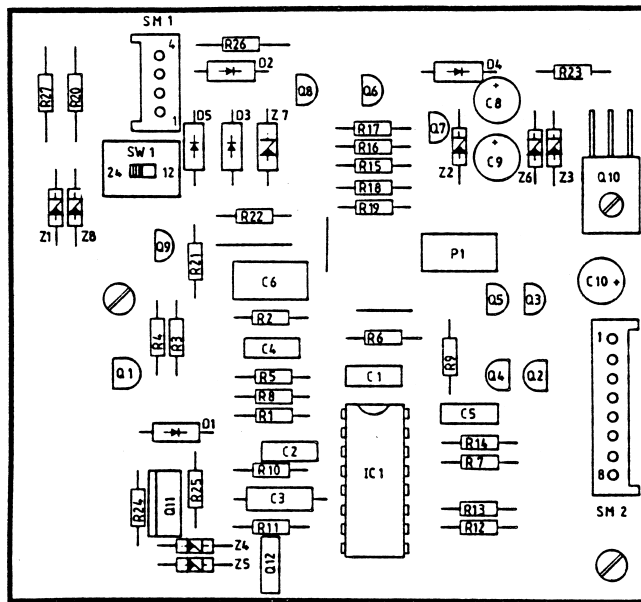 SM 1
4
1
R26
D2
Q8
Q6
D4
R23
C8
R27
R20
D5
D3
Z7
R17
R16
R15
R18
R19
Q7
Z2
C9
Z6
Z3
Q10
SW 1
24
12
Z1
Z8
R22
Q9
R21
C6
P1
C10
Q5
Q3
R2
R4
R3
C4
R6
R9
1
Q1
R5
C1
Q4
Q2
R8
R1
C5
D1
R14
C2
IC1
R7
R10
8
R24
Q11
R25
C3
R13
SM 2
R11
R12
Z4
Z5
Q12
+
+
+